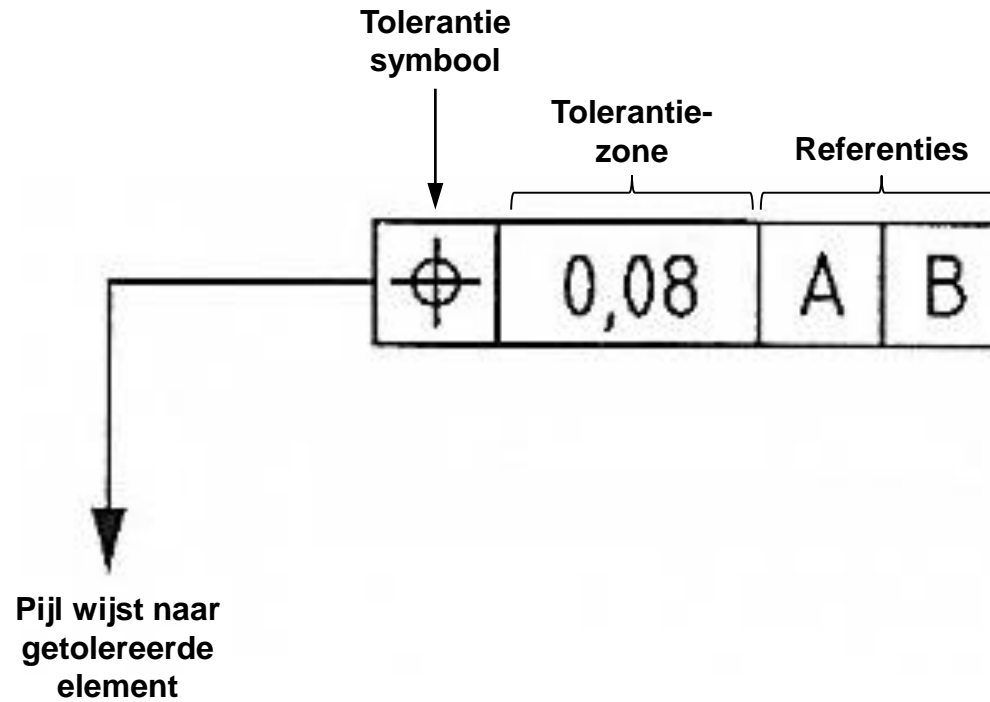 Tolerantie
symbool
Tolerantie-
zone
Referenties
0,08 A B
Pijl wijst naar
getolereerde
element